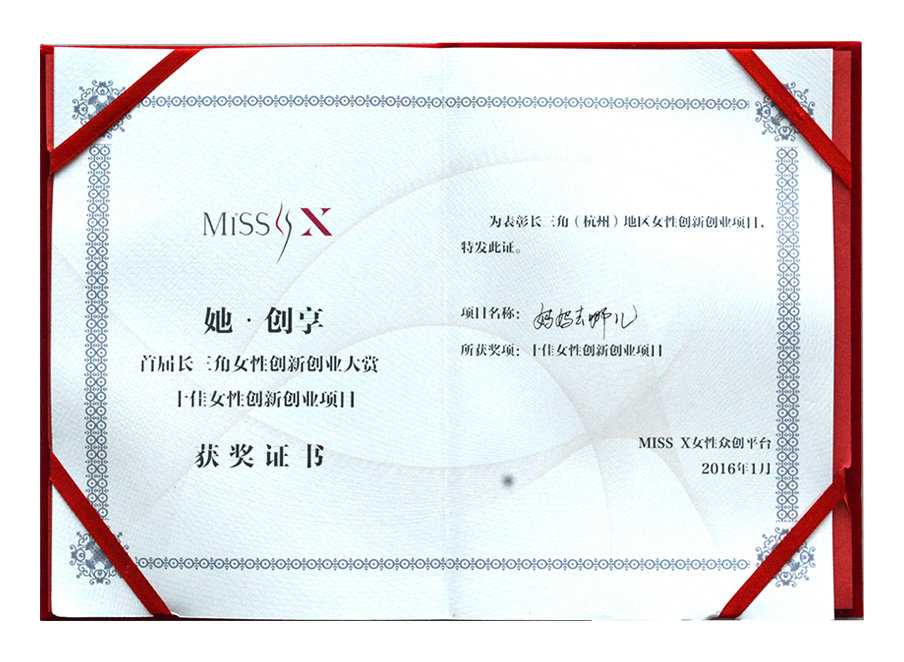 MiSS X
她·创享
首届长三角女性创新创业大赏
十佳女性创新创业项目
获奖证书
为表彰长三角（杭州）地区女性创新创业项目，
特发此证。
项目名称：妈妈去哪儿
所获奖项：十佳女性创新创业项目
MISS X女性众创平台
2016年1月